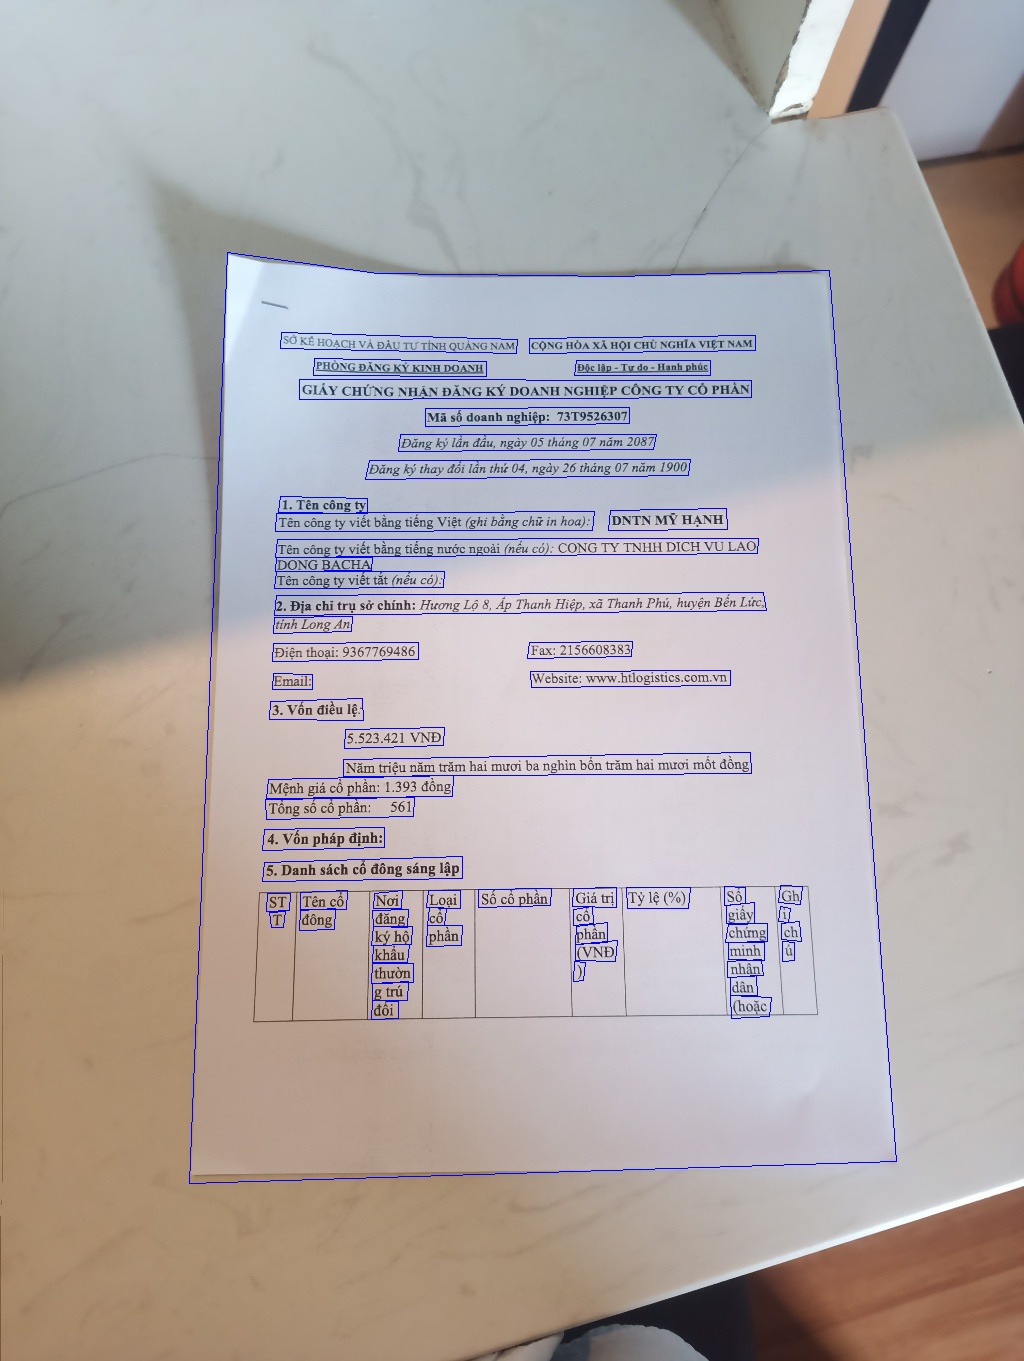 SỞ KẾ HOẠCH VÀ ĐẦU TƯ TỈNH QUẢNG NAM
CỘNG HÒA XÃ HỘI CHỦ NGHĨA VIỆT NAM
PHÒNG ĐĂNG KÝ KINH DOANH
Độc lập - Tự do - Hạnh phúc
GIẤY CHỨNG NHẬN ĐĂNG KÝ DOANH NGHIỆP CÔNG TY CỔ PHẦN
Mã số doanh nghiệp: 73T9526307
Đăng ký lần đầu, ngày 05 tháng 07 năm 2087
Đăng ký thay đổi lần thứ 04, ngày 26 tháng 07 năm 1900
1. Tên công ty
Tên công ty viết bằng tiếng Việt (ghi bằng chữ in hoa): DNTN MỸ HẠNH
Tên công ty viết bằng tiếng nước ngoài (nếu có): CONG TY TNHH DICH VU LAO
DONG BACHA
Tên công ty viết tắt (nếu có):
2. Địa chỉ trụ sở chính: Hương Lộ 8, Ấp Thanh Hiệp, xã Thanh Phú, huyện Bến Lức,
tỉnh Long An
Điện thoại: 9367769486
Fax: 2156608383
Email:
Website: www.htlogistics.com.vn
3. Vốn điều lệ:
5.523.421 VNĐ
Năm triệu năm trăm hai mươi ba nghìn bốn trăm hai mươi mốt đồng
Mệnh giá cổ phần: 1.393 đồng
Tổng số cổ phần: 561
4. Vốn pháp định:
5. Danh sách cổ đông sáng lập
ST
T
Tên cổ
đông
Nơi
đăng
ký hộ
khẩu
thườn
g trú
đối
Loại
cổ
phần
Số cổ phần
Giá trị
cổ
phần
(VNĐ
)
Tỷ lệ (%)
Số
giấy
chứng
minh
nhân
dân
(hoặc
Gh
i
ch
ú